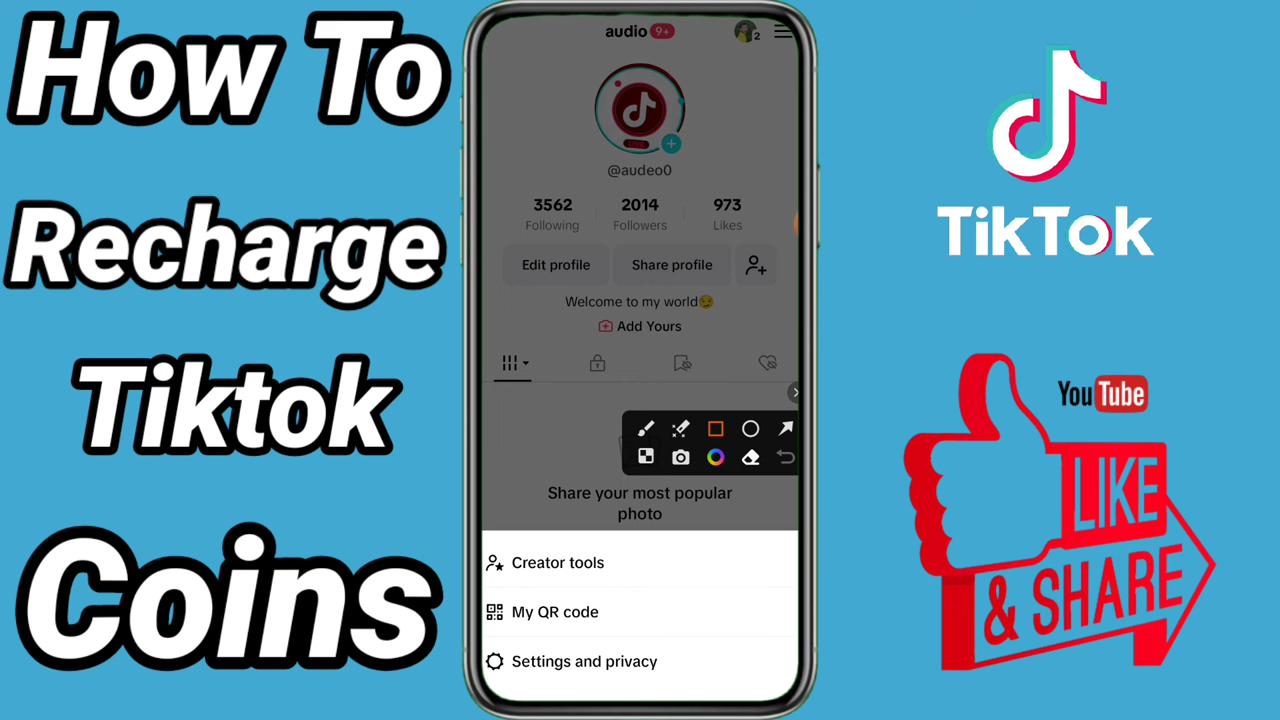 How To
Recharge
Tiktok
Coins
audio 9+
2
@audeo0
3562
Following
2014
Followers
973
Likes
Edit profile
Share profile
Welcome to my world😏
Add Yours
Share your most popular
photo
Creator tools
My QR code
Settings and privacy
TikTok
YouTube
LIKE
& SHARE